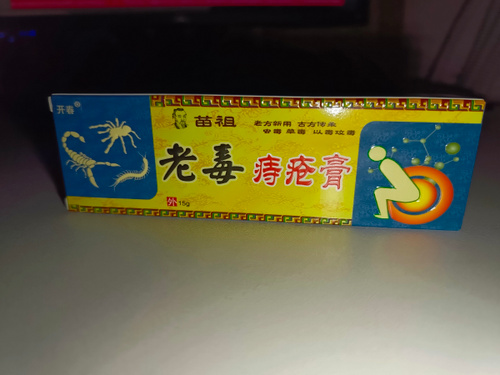 开春®
苗祖
老方新用 古方传承
老毒 痔疮膏
外 15g